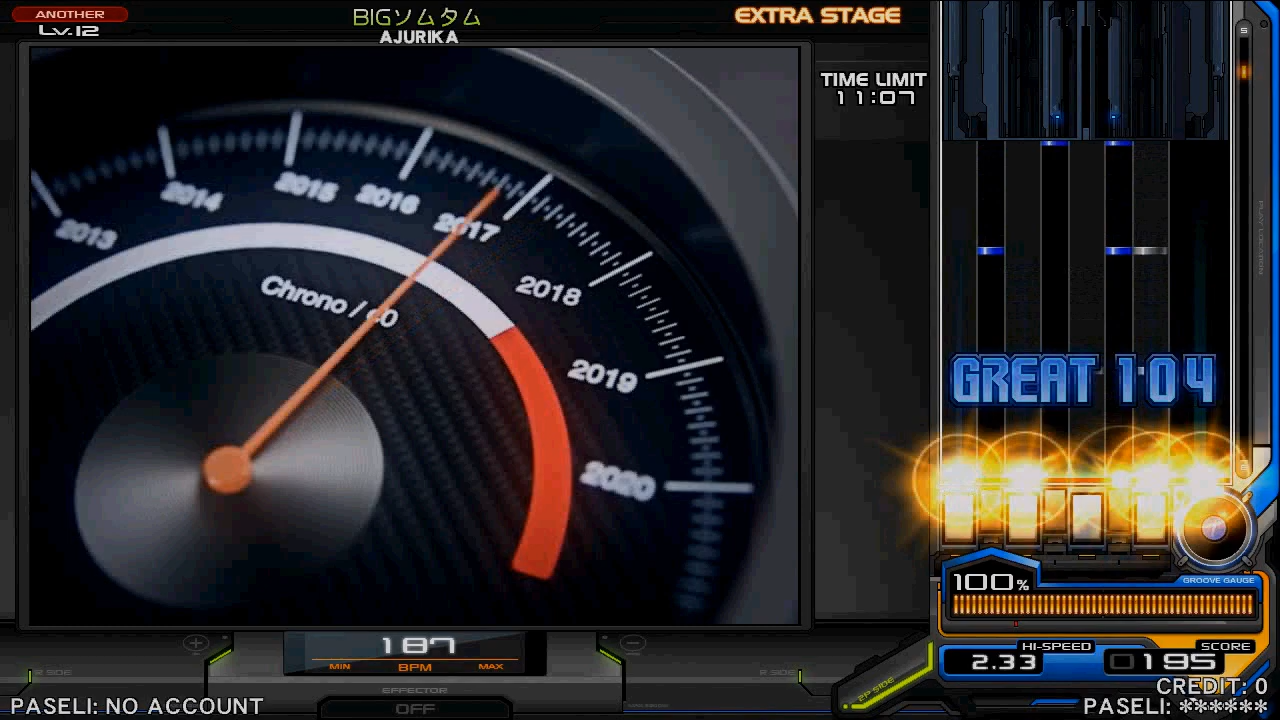 ANOTHER
Lv.12
BIGソムタム
AJURIKA
EXTRA STAGE
TIME LIMIT
11:07
2013
2014
2015
2016
2017
2018
2019
2020
GREAT 104
100%
GROOVE GAUGE
187
MIN BPM MAX
R SIDE
R SIDE
EFFECTOR
OFF
HI-SPEED
2.33
SCORE
0195
CREDIT: 0
PASELI: NO ACCOUNT
PASELI: ******